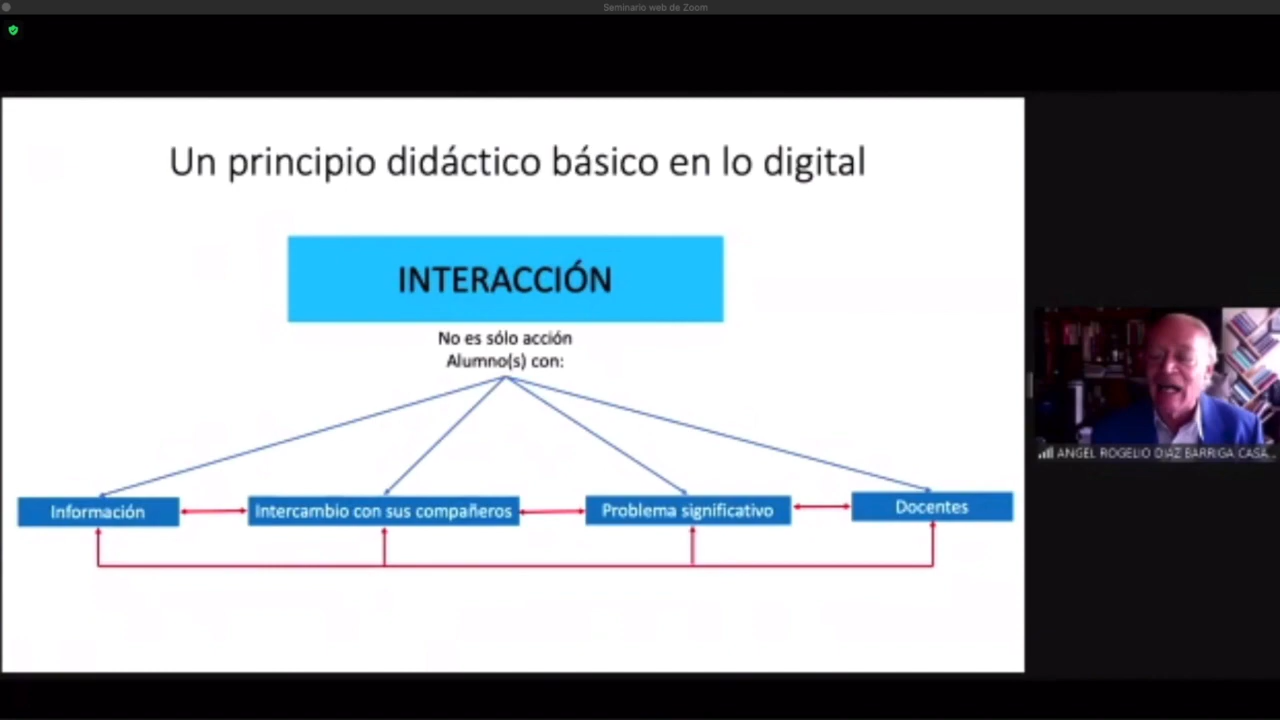 Seminario web de Zoom
Un principio didáctico básico en lo digital
INTERACCIÓN
No es sólo acción
Alumno(s) con:
Información
Intercambio con sus compañeros
Problema significativo
Docentes
ANGEL ROGELIO DIAZ BARRIGA CASA...